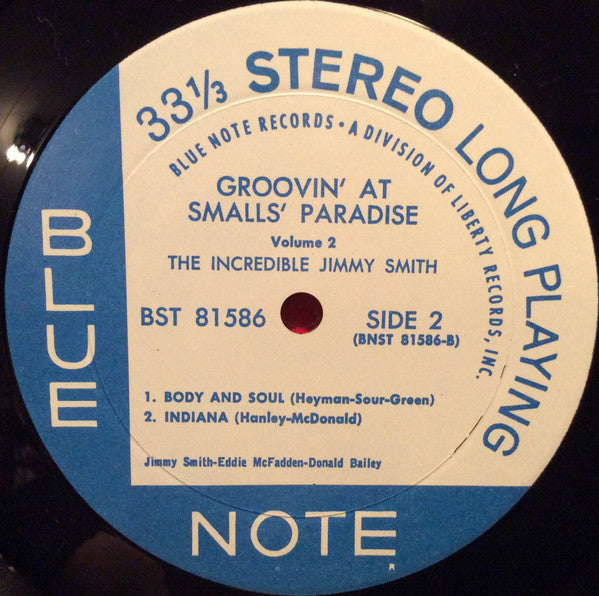 33 1/3 STEREO LONG PLAYING
BLUE NOTE RECORDS • A DIVISION OF LIBERTY RECORDS, INC.
GROOVIN' AT
SMALLS' PARADISE
Volume 2
THE INCREDIBLE JIMMY SMITH
BST 81586
SIDE 2
(BNST 81586-B)
1. BODY AND SOUL (Heyman-Sour-Green)
2. INDIANA (Hanley-McDonald)
Jimmy Smith-Eddie McFadden-Donald Bailey
BLUE
NOTE
R